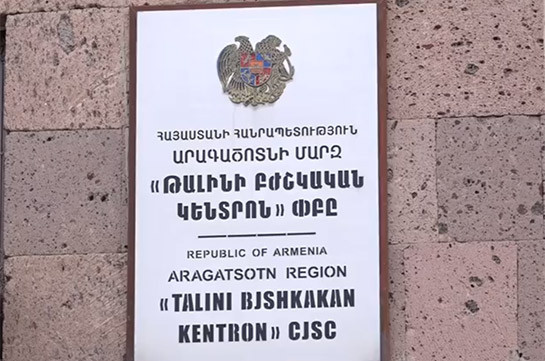 ՀԱՅԱՍՏԱՆԻ ՀԱՆՐԱՊԵՏՈՒԹՅՈՒՆ
ԱՐԱԳԱԾՈՏՆԻ ՄԱՐԶ
«ԹԱԼԻՆԻ ԲԺՇԿԱԿԱՆ
ԿԵՆՏՐՈՆ» ՓԲԸ
REPUBLIC OF ARMENIA
ARAGATSOTN REGION
«TALINI BJSHKAKAN
KENTRON» CJSC